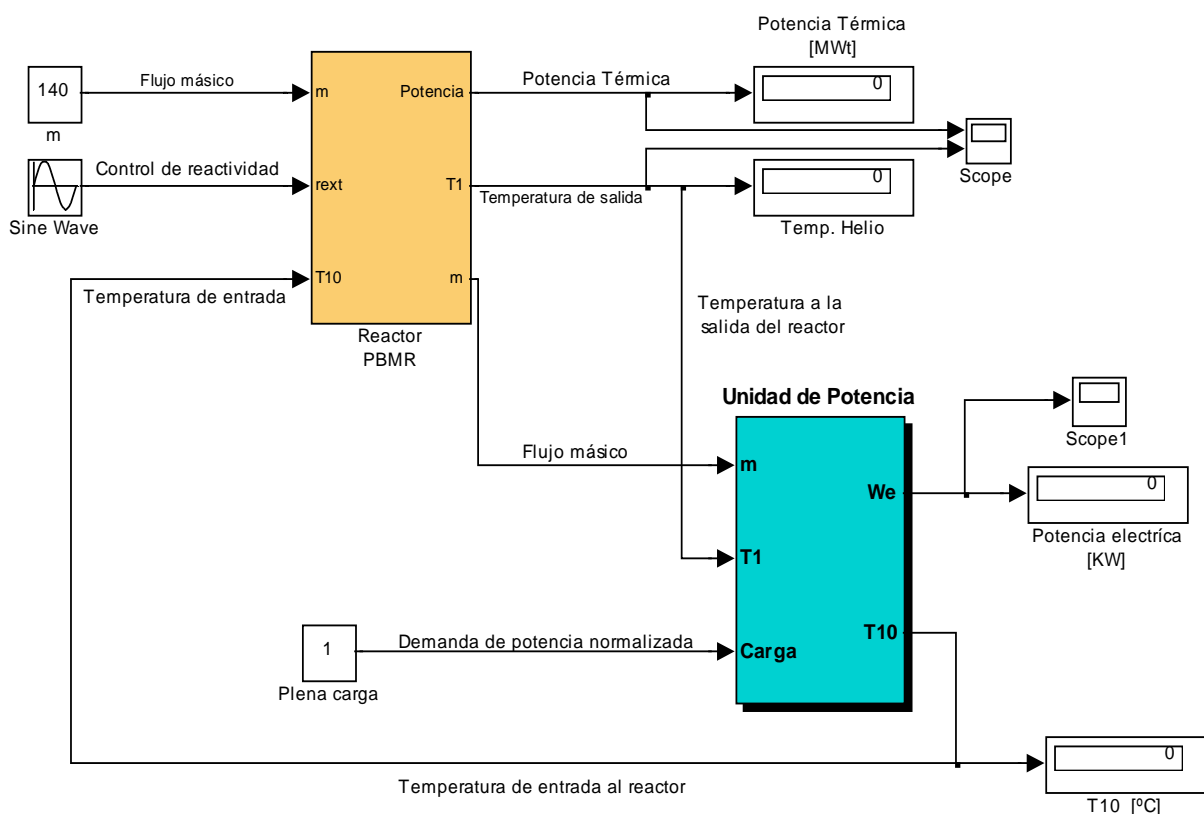 Potencia Térmica
[MWt]
0
Flujo másico
140
m
m
Potencia
Potencia Térmica
Scope
Control de reactividad
Sine Wave
rext
T1
Temperatura de salida
0
Temp. Helio
T10
m
Temperatura de entrada
Reactor
PBMR
Temperatura a la
salida del reactor
Unidad de Potencia
Flujo másico
m
We
T1
T10
Carga
Scope1
0
Potencia electríca
[KW]
1
Demanda de potencia normalizada
Plena carga
0
Temperatura de entrada al reactor
T10 [ºC]